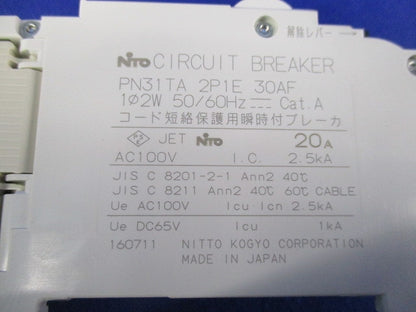 解除レバー→
NITO CIRCUIT BREAKER
PN31TA 2P1E 30AF
1ø2W 50/60Hz⎓ Cat.A
コード短絡保護用瞬時付ブレーカ
PSE JET NITO 20A
AC100V I.C. 2.5kA
JIS C 8201-2-1 Ann2 40℃
JIS C 8211 Ann2 40℃ 60℃ CABLE
Ue AC100V Icu·Icn 2.5kA
Ue DC65V Icu 1kA
160711 NITTO KOGYO CORPORATION
MADE IN JAPAN